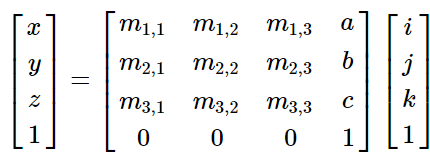 x m1,1 m1,2 m1,3 a i
y = m2,1 m2,2 m2,3 b j
z m3,1 m3,2 m3,3 c k
1 0 0 0 1 1